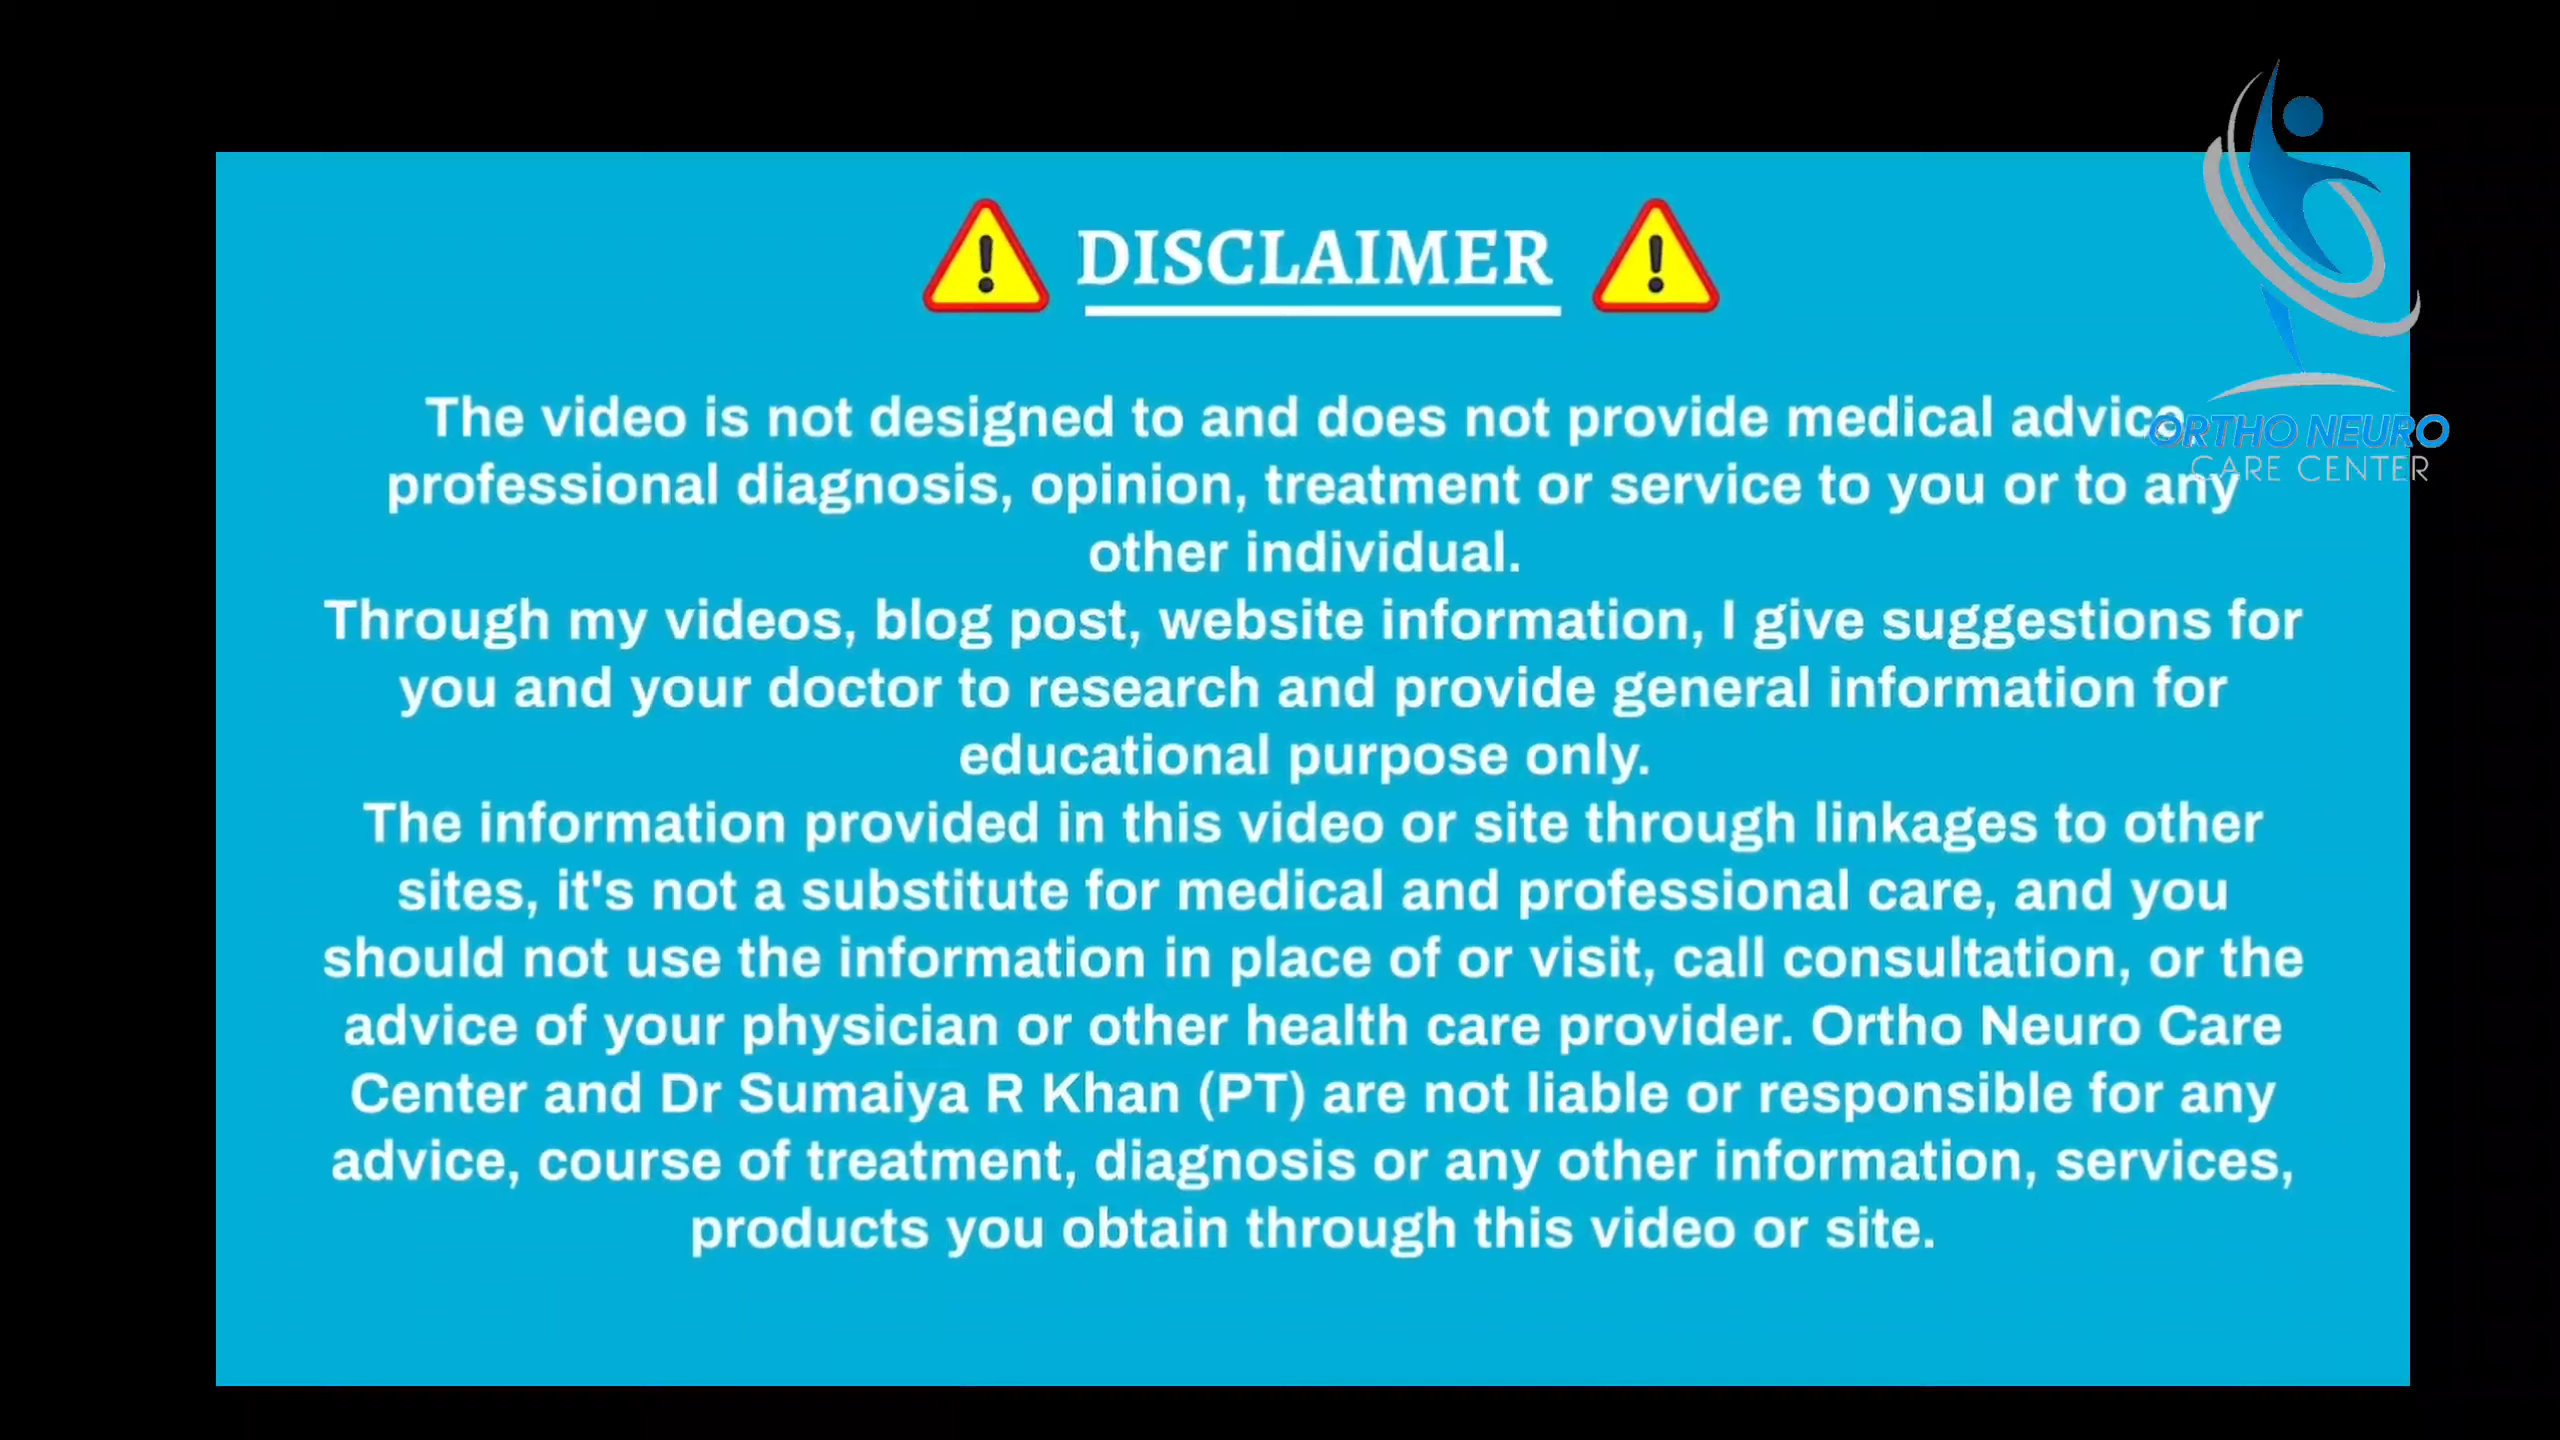 DISCLAIMER
The video is not designed to and does not provide medical advice,
professional diagnosis, opinion, treatment or service to you or to any
other individual.
Through my videos, blog post, website information, I give suggestions for
you and your doctor to research and provide general information for
educational purpose only.
The information provided in this video or site through linkages to other
sites, it's not a substitute for medical and professional care, and you
should not use the information in place of or visit, call consultation, or the
advice of your physician or other health care provider. Ortho Neuro Care
Center and Dr Sumaiya R Khan (PT) are not liable or responsible for any
advice, course of treatment, diagnosis or any other information, services,
products you obtain through this video or site.
ORTHO NEURO
CARE CENTER